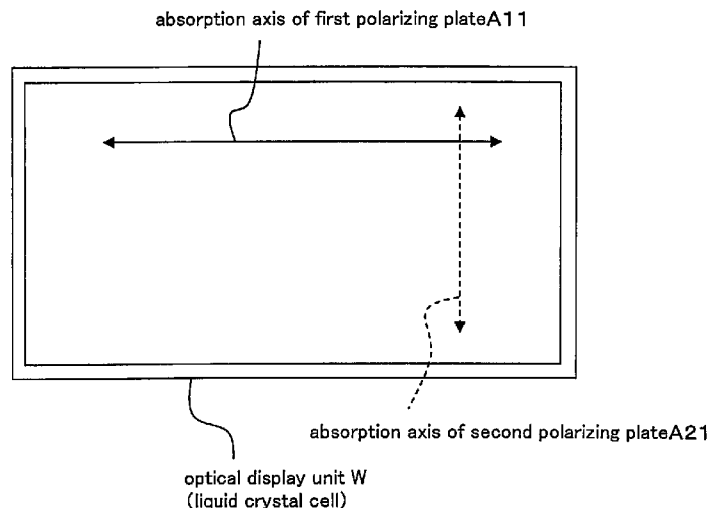 absorption axis of first polarizing plateA11
absorption axis of second polarizing plateA21
optical display unit W
(liquid crystal cell)